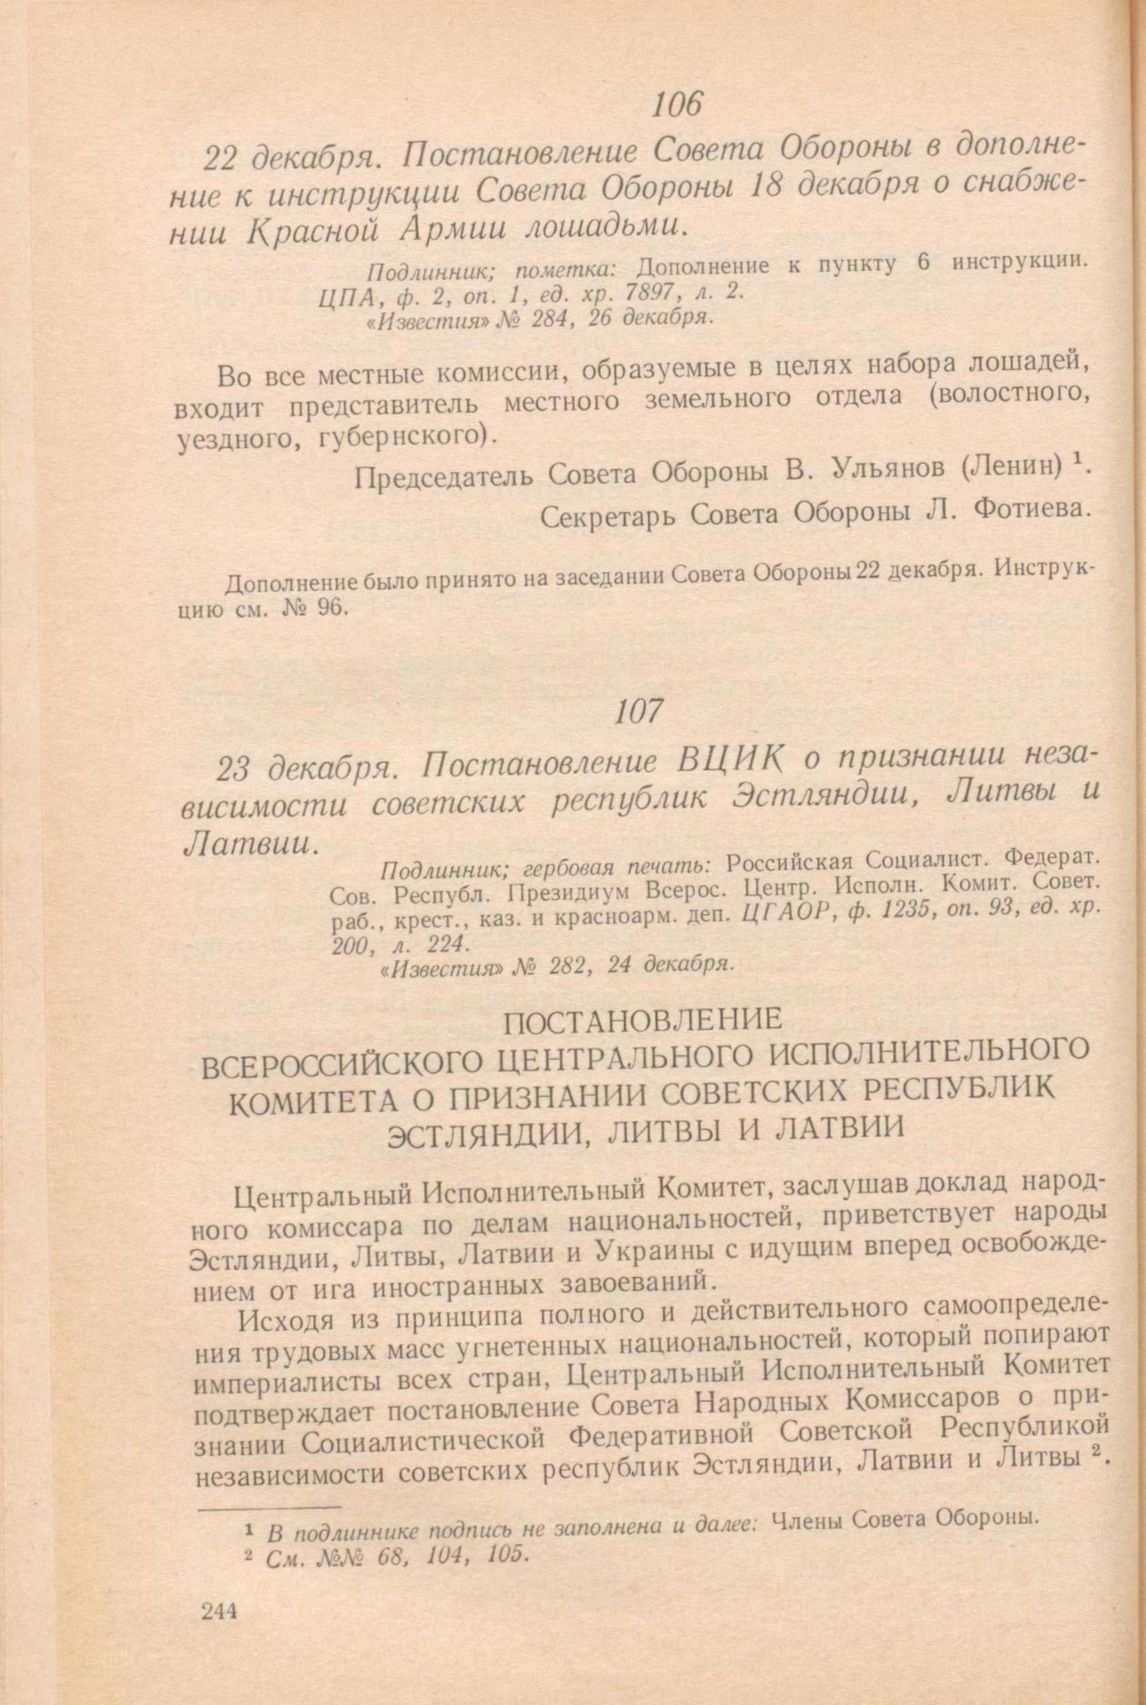 106
22 декабря. Постановление Совета Обороны в дополне-
ние к инструкции Совета Обороны 18 декабря о снабже-
нии Красной Армии лошадьми.
Подлинник; пометка: Дополнение к пункту 6 инструкции.
ЦПА, ф. 2, оп. 1, ед. хр. 7897, л. 2.
«Известия» № 284, 26 декабря.
Во все местные комиссии, образуемые в целях набора лошадей,
входит представитель местного земельного отдела (волостного,
уездного, губернского).
Председатель Совета Обороны В. Ульянов (Ленин) ¹.
Секретарь Совета Обороны Л. Фотиева.
Дополнение было принято на заседании Совета Обороны 22 декабря. Инструк-
цию см. № 96.
107
23 декабря. Постановление ВЦИК о признании неза-
висимости советских республик Эстляндии, Литвы и
Латвии.
Подлинник; гербовая печать: Российская Социалист. Федерат.
Сов. Республ. Президиум Всерос. Центр. Исполн. Комит. Совет.
раб., крест., каз. и красноарм. деп. ЦГАОР, ф. 1235, оп. 93, ед. хр.
200, л. 224.
«Известия» № 282, 24 декабря.
ПОСТАНОВЛЕНИЕ
ВСЕРОССИЙСКОГО ЦЕНТРАЛЬНОГО ИСПОЛНИТЕЛЬНОГО
КОМИТЕТА О ПРИЗНАНИИ СОВЕТСКИХ РЕСПУБЛИК
ЭСТЛЯНДИИ, ЛИТВЫ И ЛАТВИИ
Центральный Исполнительный Комитет, заслушав доклад народ-
ного комиссара по делам национальностей, приветствует народы
Эстляндии, Литвы, Латвии и Украины с идущим вперед освобожде-
нием от ига иностранных завоеваний.
Исходя из принципа полного и действительного самоопределе-
ния трудовых масс угнетенных национальностей, который попирают
империалисты всех стран, Центральный Исполнительный Комитет
подтверждает постановление Совета Народных Комиссаров о при-
знании Социалистической Федеративной Советской Республикой
независимости советских республик Эстляндии, Латвии и Литвы ².
¹ В подлиннике подпись не заполнена и далее: Члены Совета Обороны.
² См. №№ 68, 104, 105.
244